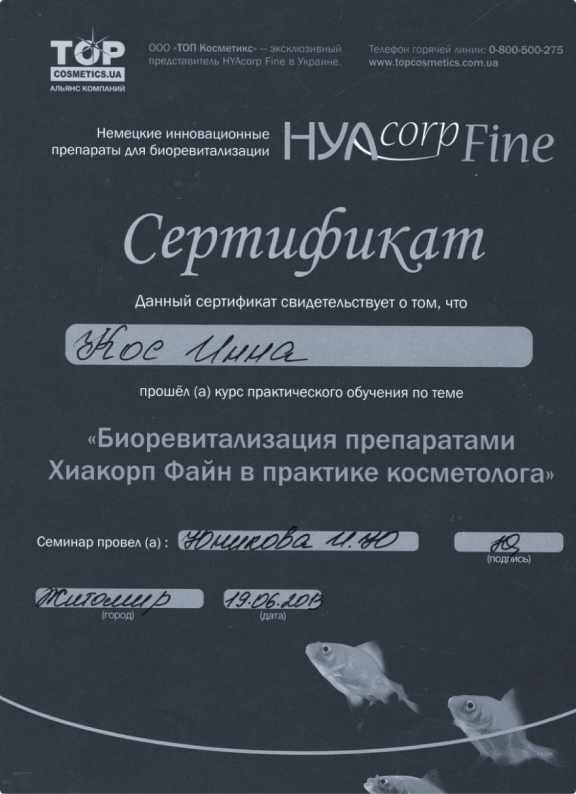 TOP
COSMETICS.UA
АЛЬЯНС КОМПАНИЙ
ООО «ТОП Косметикс» — эксклюзивный
представитель HYAcorp Fine в Украине.
Телефон горячей линии: 0-800-500-275
www.topcosmetics.com.ua
Немецкие инновационные
препараты для биоревитализации
HYAcorp Fine
Сертификат
Данный сертификат свидетельствует о том, что
Кос Инна
прошёл (а) курс практического обучения по теме
«Биоревитализация препаратами
Хиакорп Файн в практике косметолога»
Семинар провел (а) : Юникова И.Ю
(подпись)
Житомир 19.06.2013
(город) (дата)